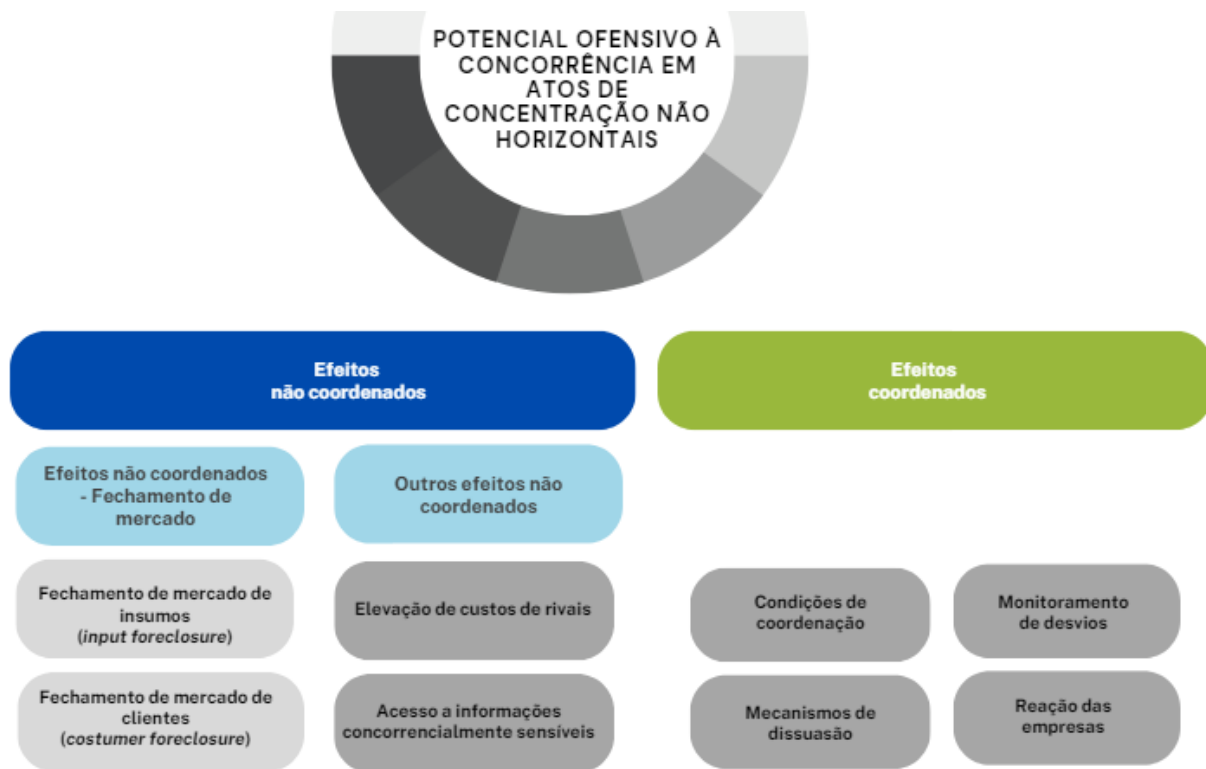 POTENCIAL OFENSIVO À
CONCORRÊNCIA EM
ATOS DE
CONCENTRAÇÃO NÃO
HORIZONTAIS
Efeitos
não coordenados
Efeitos
coordenados
Efeitos não coordenados
- Fechamento de
mercado
Outros efeitos não
coordenados
Fechamento de mercado de
insumos
(input foreclosure)
Elevação de custos de rivais
Condições de
coordenação
Monitoramento
de desvios
Fechamento de mercado de
clientes
(costumer foreclosure)
Acesso a informações
concorrencialmente sensíveis
Mecanismos de
dissuasão
Reação das
empresas